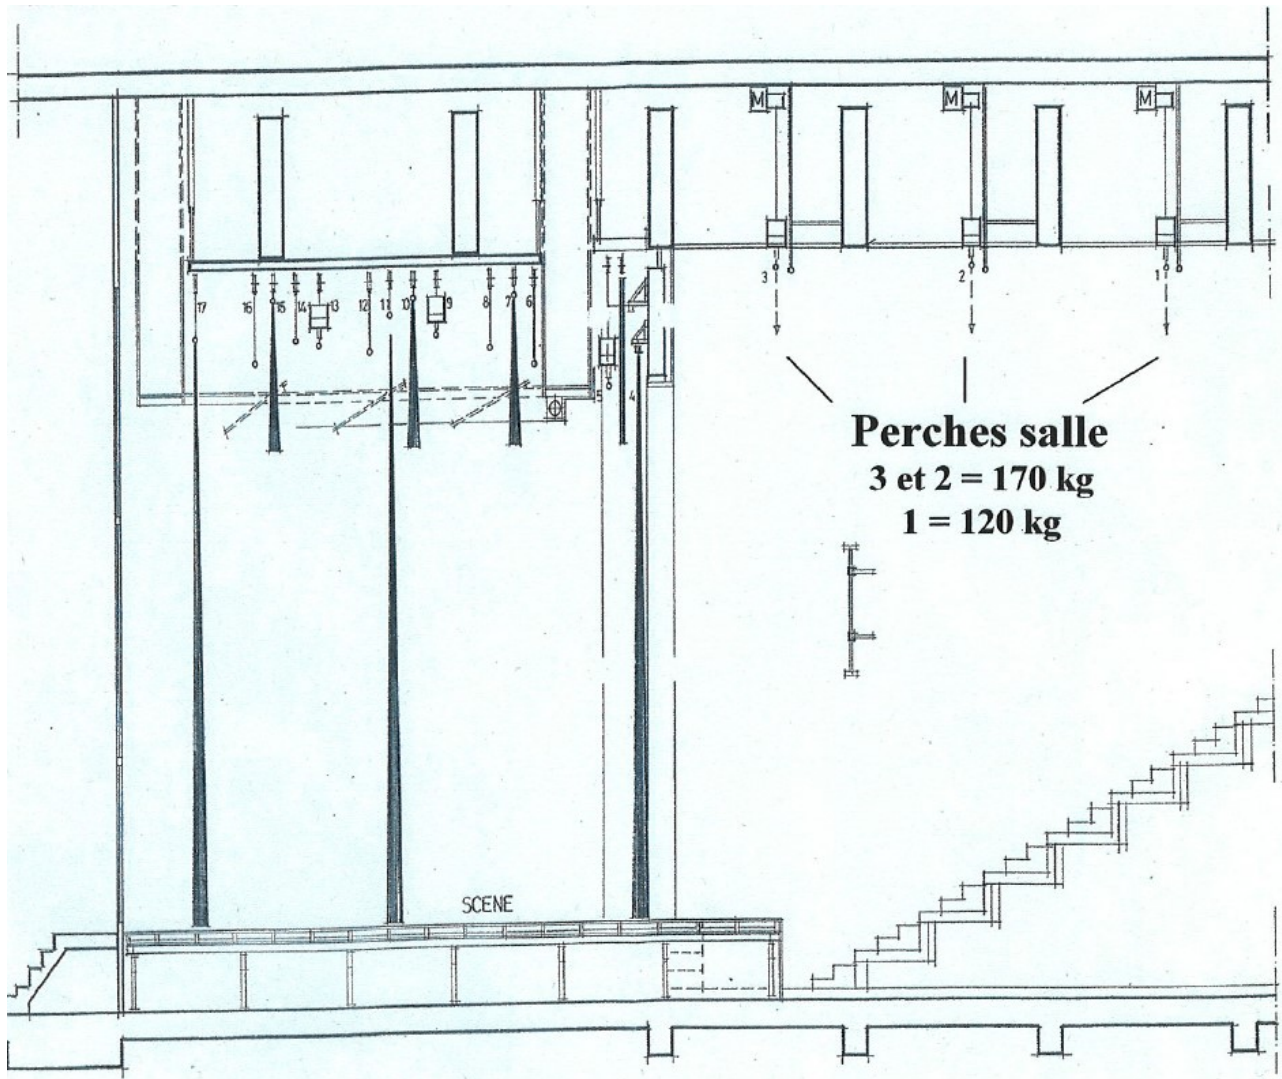 M M M
3 2 1
17 16 15 14 13 12 11 10 9 8 7 6
5 4
Perches salle
3 et 2 = 170 kg
1 = 120 kg
SCENE